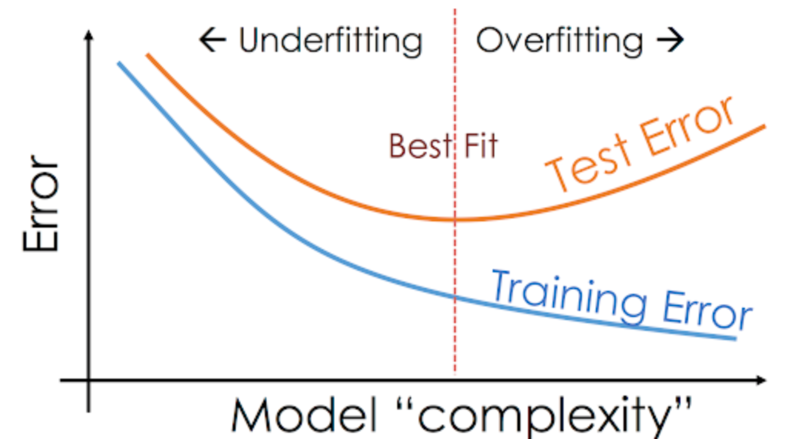 ← Underfitting
Overfitting →
Best Fit
Test Error
Training Error
Error
Model “complexity”